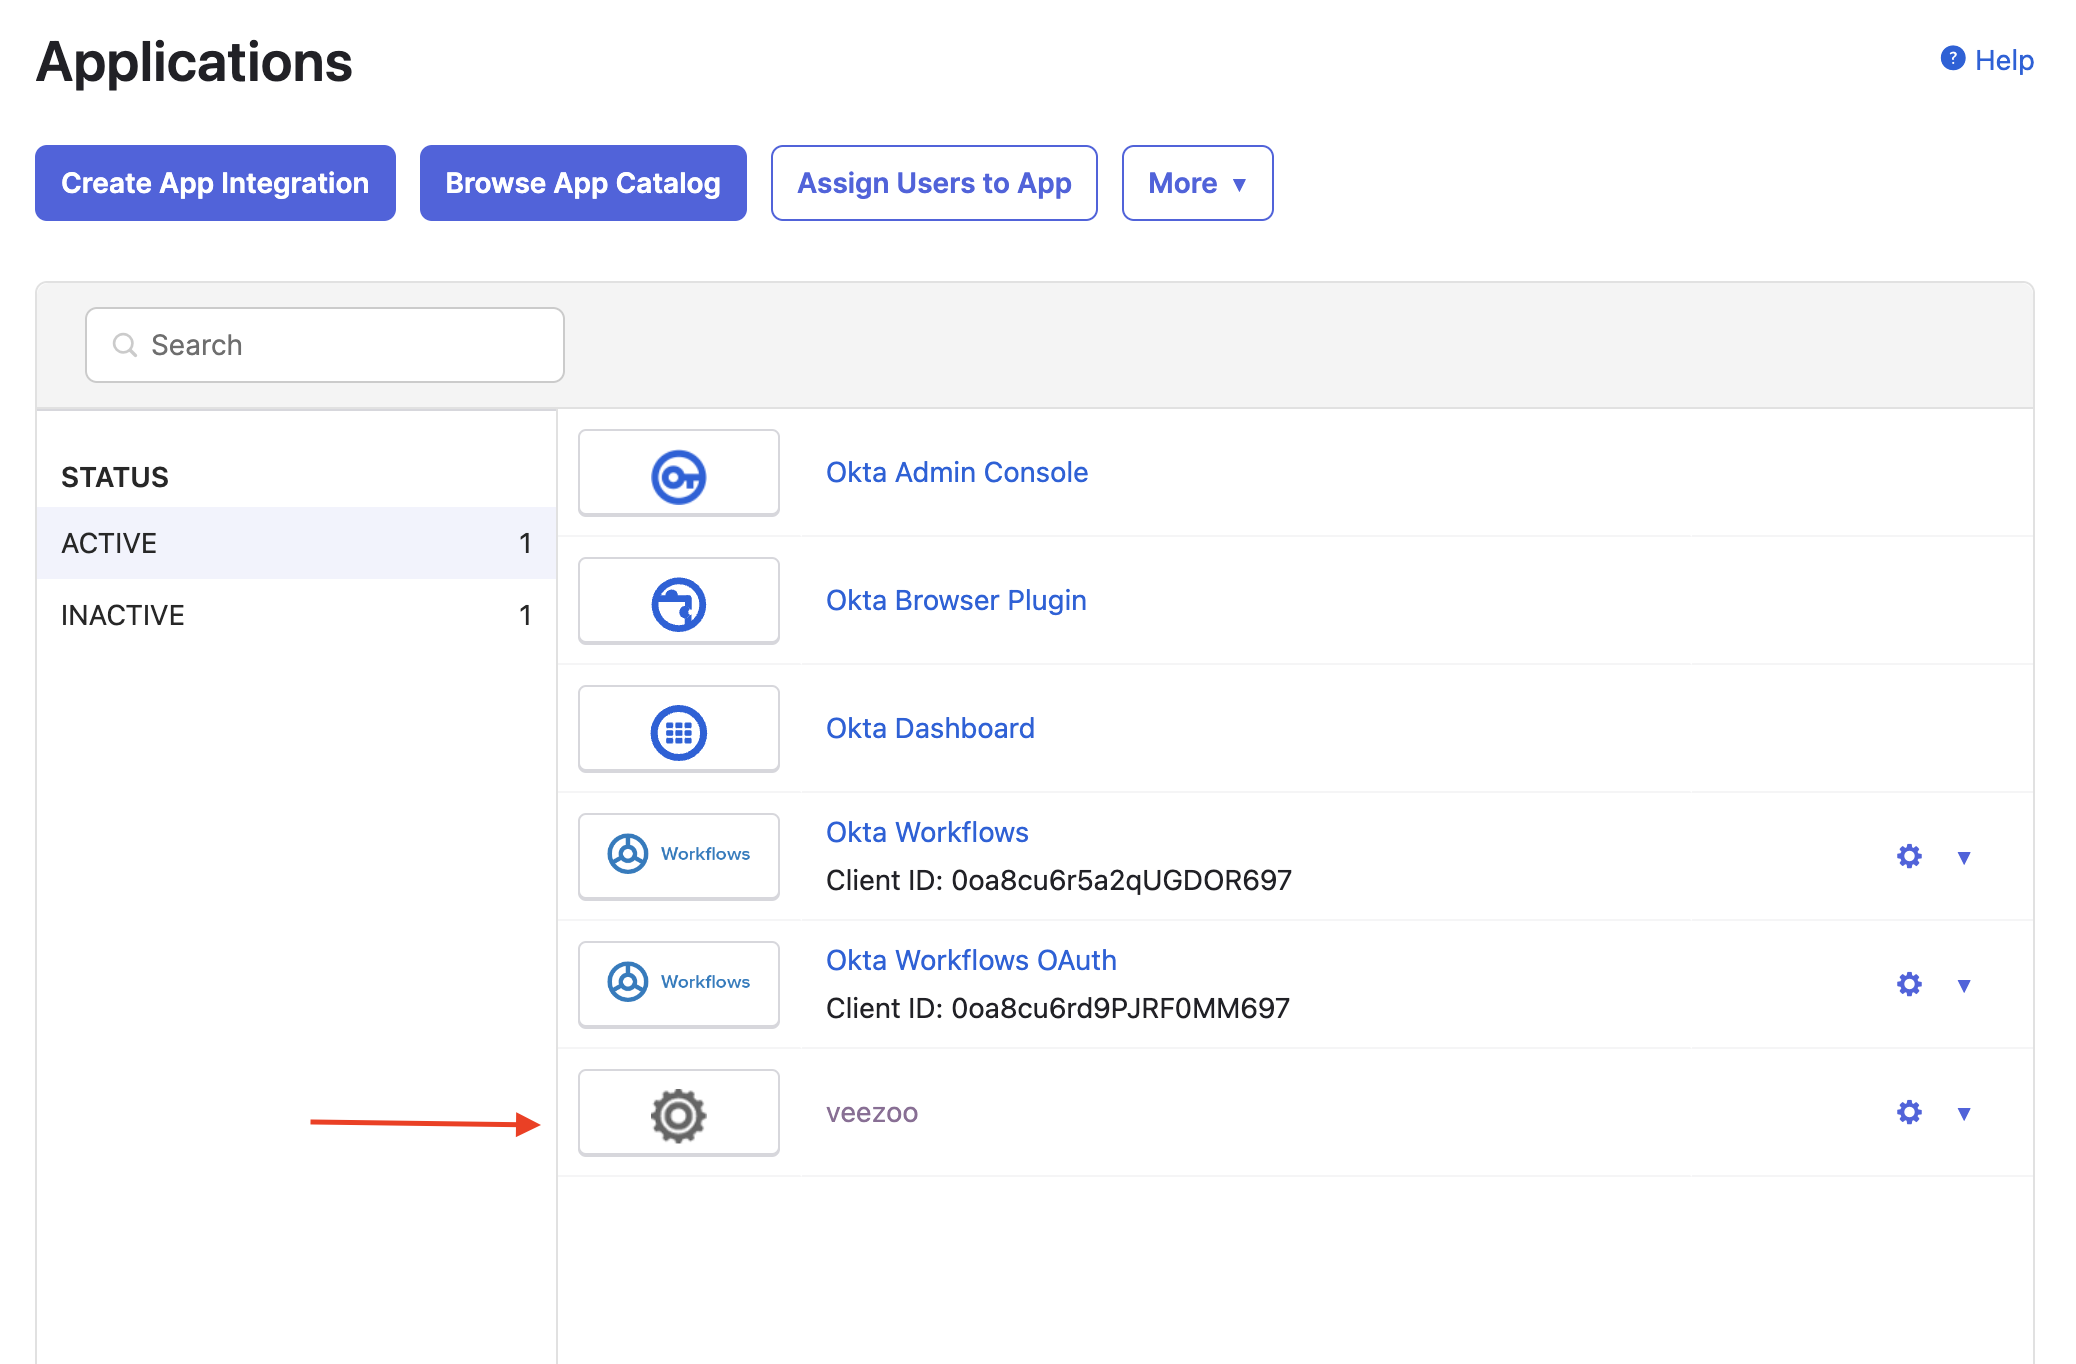 Applications
? Help
Create App Integration
Browse App Catalog
Assign Users to App
More ▼
Search
STATUS
ACTIVE 1
INACTIVE 1
Okta Admin Console
Okta Browser Plugin
Okta Dashboard
Workflows
Okta Workflows
Client ID: 0oa8cu6r5a2qUGDOR697
Workflows
Okta Workflows OAuth
Client ID: 0oa8cu6rd9PJRF0MM697
veezoo